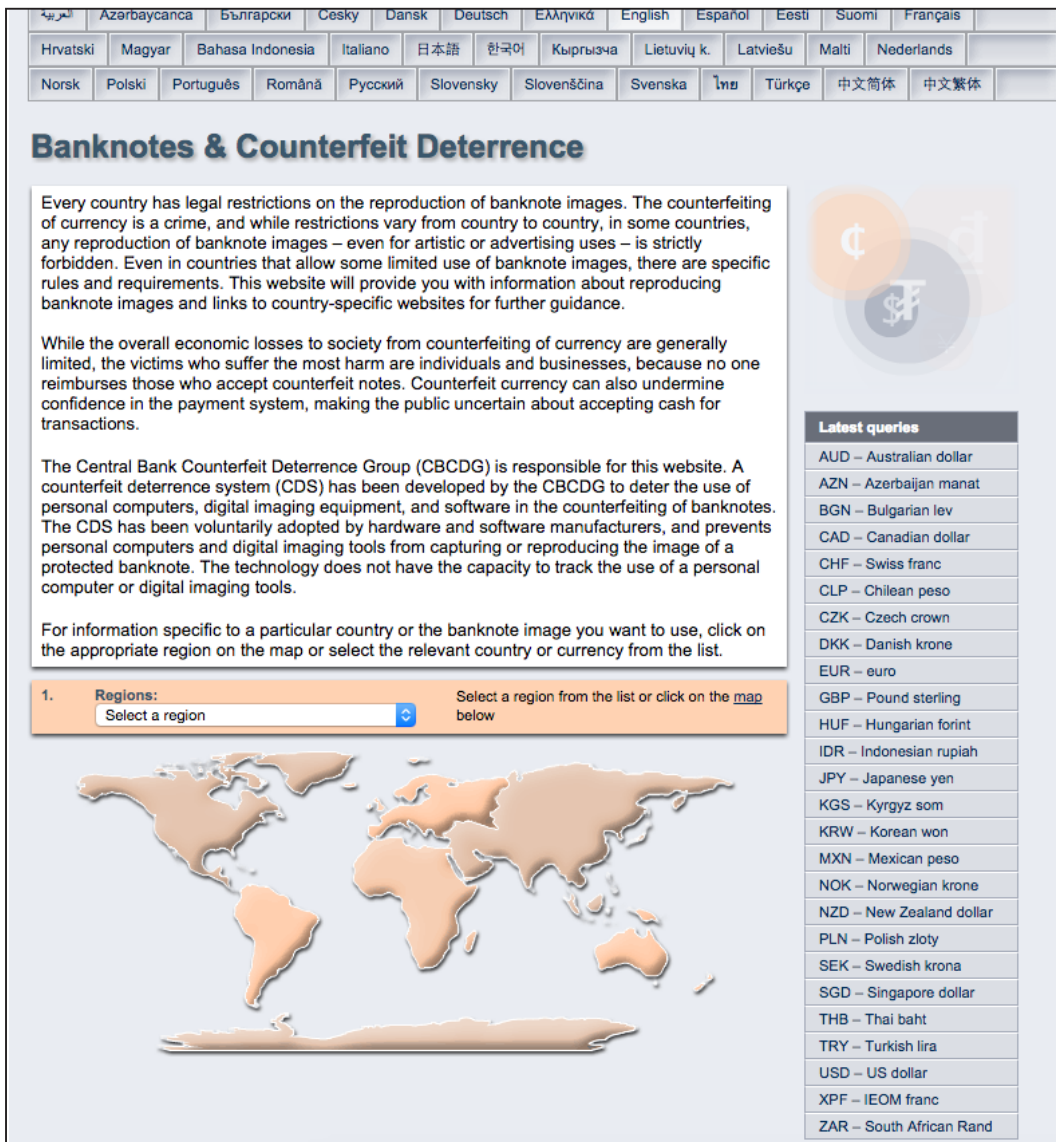 العربية Azərbaycanca Български Cesky Dansk Deutsch Ελληνικά English Español Eesti Suomi Français
Hrvatski Magyar Bahasa Indonesia Italiano 日本語 한국어 Кыргызча Lietuvių k. Latviešu Malti Nederlands
Norsk Polski Português Română Русский Slovensky Slovenščina Svenska ไทย Türkçe 中文简体 中文繁体
Banknotes & Counterfeit Deterrence
Every country has legal restrictions on the reproduction of banknote images. The counterfeiting
of currency is a crime, and while restrictions vary from country to country, in some countries,
any reproduction of banknote images – even for artistic or advertising uses – is strictly
forbidden. Even in countries that allow some limited use of banknote images, there are specific
rules and requirements. This website will provide you with information about reproducing
banknote images and links to country-specific websites for further guidance.
While the overall economic losses to society from counterfeiting of currency are generally
limited, the victims who suffer the most harm are individuals and businesses, because no one
reimburses those who accept counterfeit notes. Counterfeit currency can also undermine
confidence in the payment system, making the public uncertain about accepting cash for
transactions.
The Central Bank Counterfeit Deterrence Group (CBCDG) is responsible for this website. A
counterfeit deterrence system (CDS) has been developed by the CBCDG to deter the use of
personal computers, digital imaging equipment, and software in the counterfeiting of banknotes.
The CDS has been voluntarily adopted by hardware and software manufacturers, and prevents
personal computers and digital imaging tools from capturing or reproducing the image of a
protected banknote. The technology does not have the capacity to track the use of a personal
computer or digital imaging tools.
For information specific to a particular country or the banknote image you want to use, click on
the appropriate region on the map or select the relevant country or currency from the list.
1. Regions:
Select a region
Select a region from the list or click on the map
below
¢ ₫
$ ₮
Latest queries
AUD – Australian dollar
AZN – Azerbaijan manat
BGN – Bulgarian lev
CAD – Canadian dollar
CHF – Swiss franc
CLP – Chilean peso
CZK – Czech crown
DKK – Danish krone
EUR – euro
GBP – Pound sterling
HUF – Hungarian forint
IDR – Indonesian rupiah
JPY – Japanese yen
KGS – Kyrgyz som
KRW – Korean won
MXN – Mexican peso
NOK – Norwegian krone
NZD – New Zealand dollar
PLN – Polish zloty
SEK – Swedish krona
SGD – Singapore dollar
THB – Thai baht
TRY – Turkish lira
USD – US dollar
XPF – IEOM franc
ZAR – South African Rand